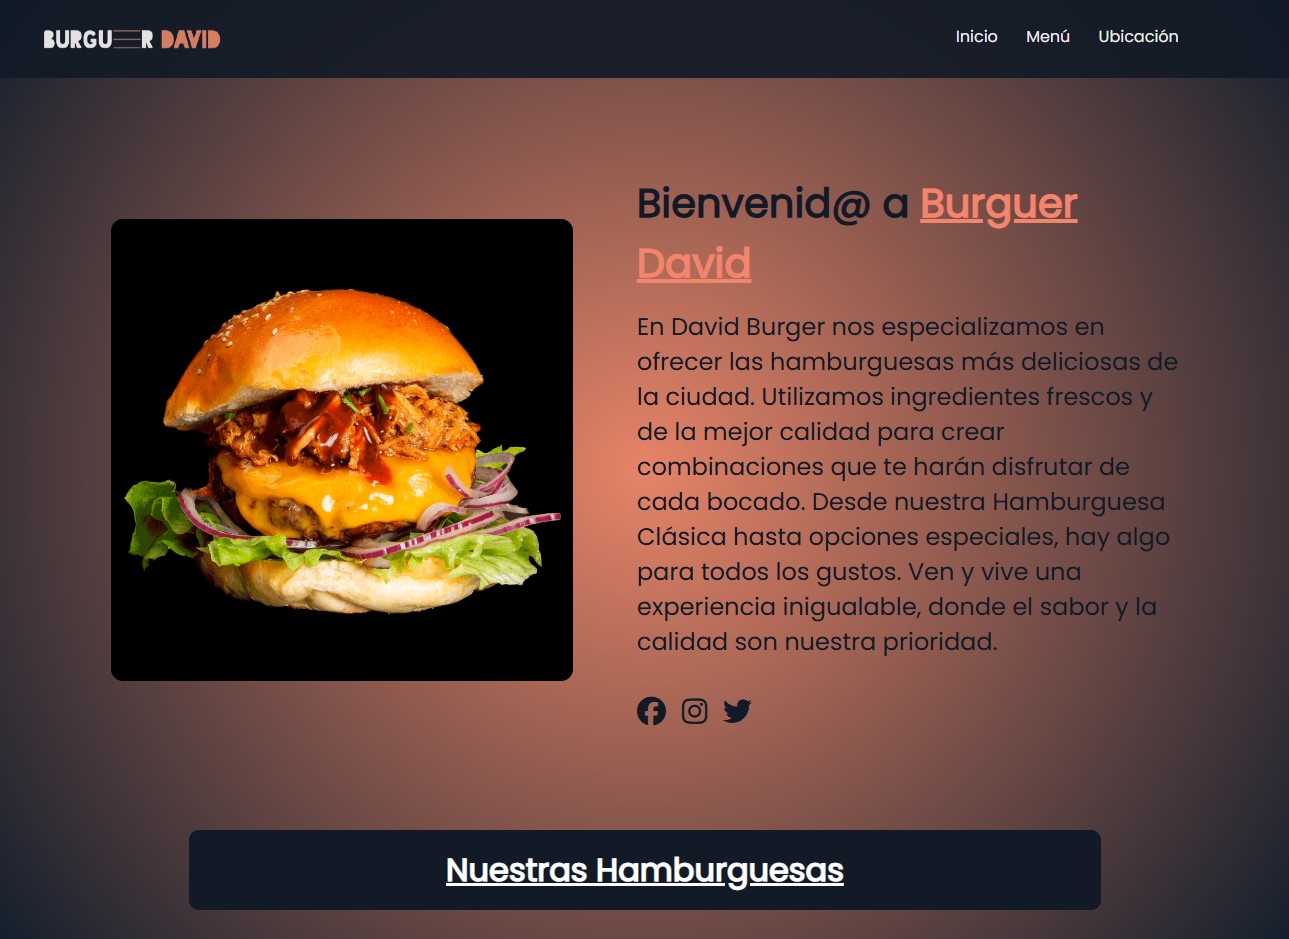 BURGUER DAVID
Inicio Menú Ubicación
Bienvenid@ a Burguer
David
En David Burger nos especializamos en
ofrecer las hamburguesas más deliciosas de
la ciudad. Utilizamos ingredientes frescos y
de la mejor calidad para crear
combinaciones que te harán disfrutar de
cada bocado. Desde nuestra Hamburguesa
Clásica hasta opciones especiales, hay algo
para todos los gustos. Ven y vive una
experiencia inigualable, donde el sabor y la
calidad son nuestra prioridad.
Nuestras Hamburguesas